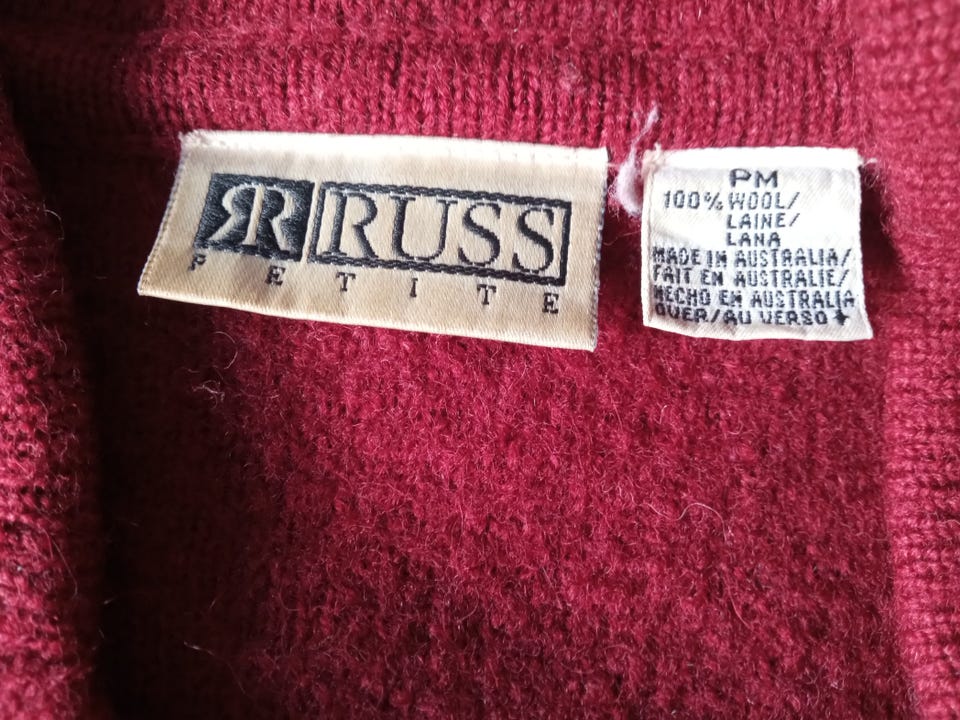 RR RUSS
PETITE
PM
100% WOOL/
LAINE/
LANA
MADE IN AUSTRALIA/
FAIT EN AUSTRALIE/
HECHO EN AUSTRALIA
OVER/AU VERSO